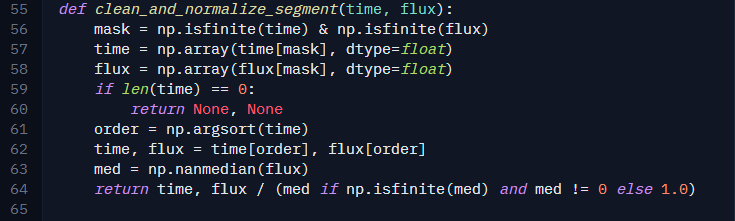 55 def clean_and_normalize_segment(time, flux):
56     mask = np.isfinite(time) & np.isfinite(flux)
57     time = np.array(time[mask], dtype=float)
58     flux = np.array(flux[mask], dtype=float)
59     if len(time) == 0:
60         return None, None
61     order = np.argsort(time)
62     time, flux = time[order], flux[order]
63     med = np.nanmedian(flux)
64     return time, flux / (med if np.isfinite(med) and med != 0 else 1.0)
65